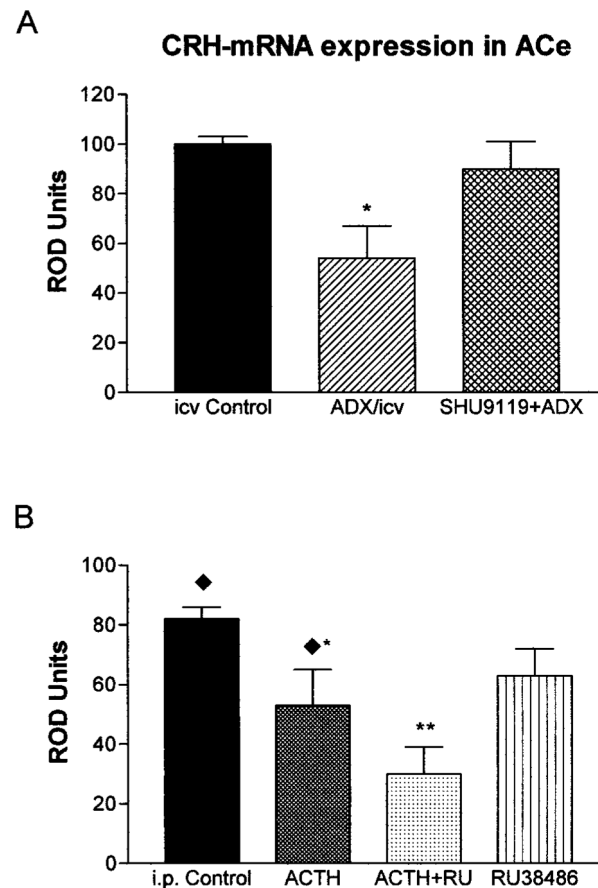 A
CRH-mRNA expression in ACe
120
100
80
60
40
20
0
ROD Units
*
icv Control ADX/icv SHU9119+ADX
B
100
80
60
40
20
0
ROD Units
◆
◆*
**
i.p. Control ACTH ACTH+RU RU38486